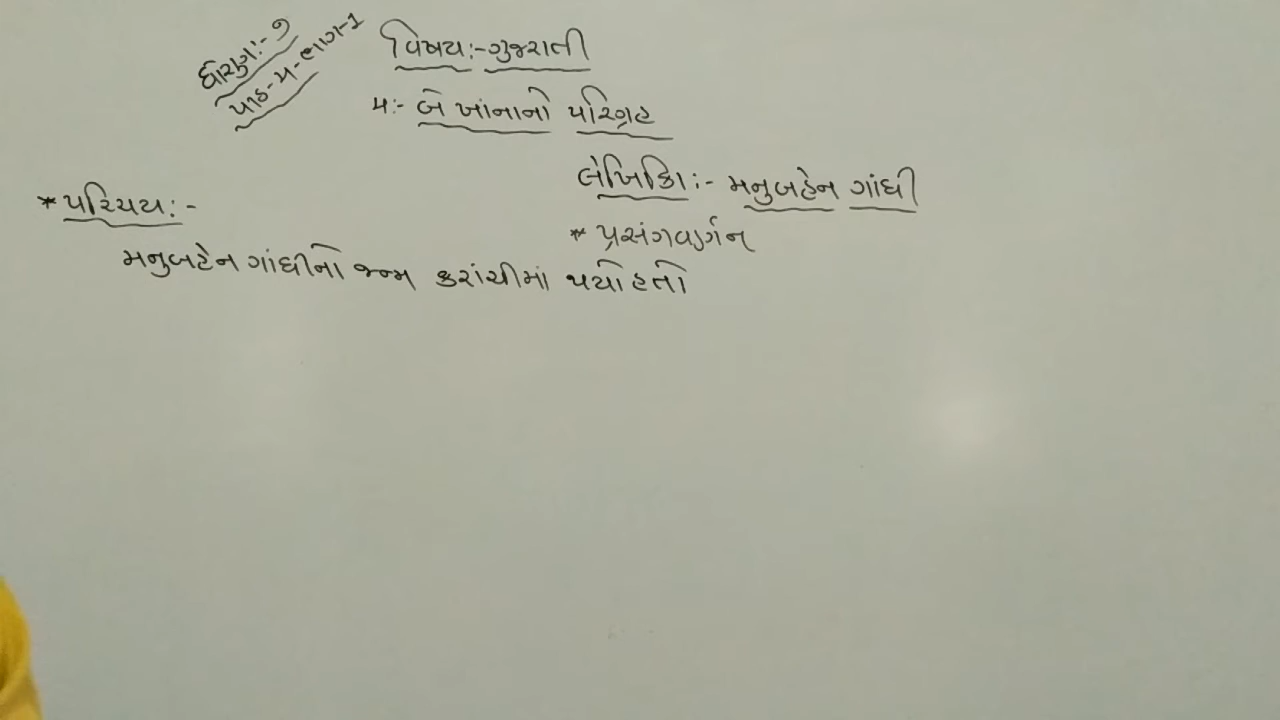 ધોરણ:- ૭
પાઠ-૫-ભાગ-1
વિષય:-ગુજરાતી
૫:- બે ખાનાનો પરિગ્રહ
લેખિકા:- મનુબહેન ગાંધી
* પ્રસંગવર્ણન
* પરિચય:-
મનુબહેન ગાંધીનો જન્મ કરાંચીમાં થયો હતો